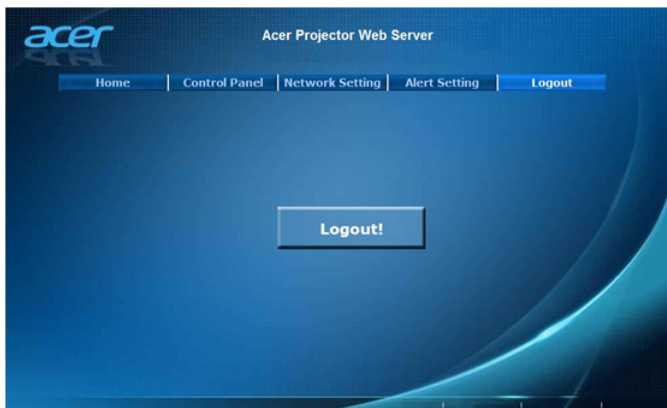 acer
Acer Projector Web Server
Home Control Panel Network Setting Alert Setting Logout
Logout!